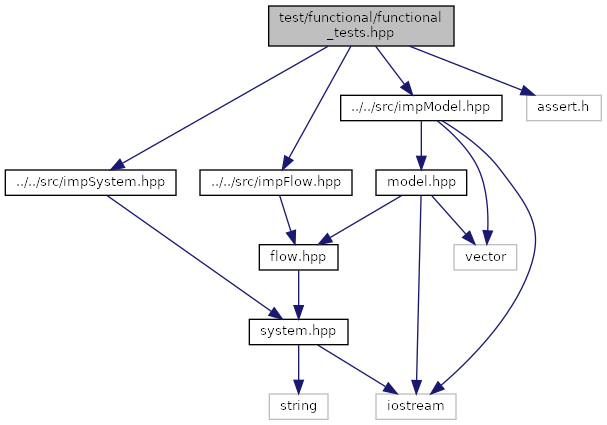 test/functional/functional
_tests.hpp
../../src/impModel.hpp
assert.h
../../src/impSystem.hpp
../../src/impFlow.hpp
model.hpp
flow.hpp
vector
system.hpp
string
iostream